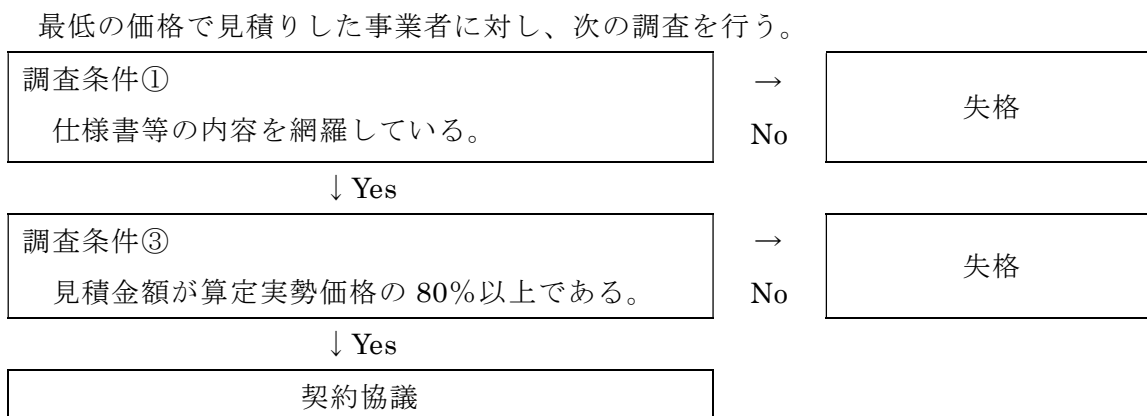 最低の価格で見積りした事業者に対し、次の調査を行う。
調査条件①
仕様書等の内容を網羅している。
→
No
失格
↓ Yes
調査条件③
見積金額が算定実勢価格の 80％以上である。
→
No
失格
↓ Yes
契約協議